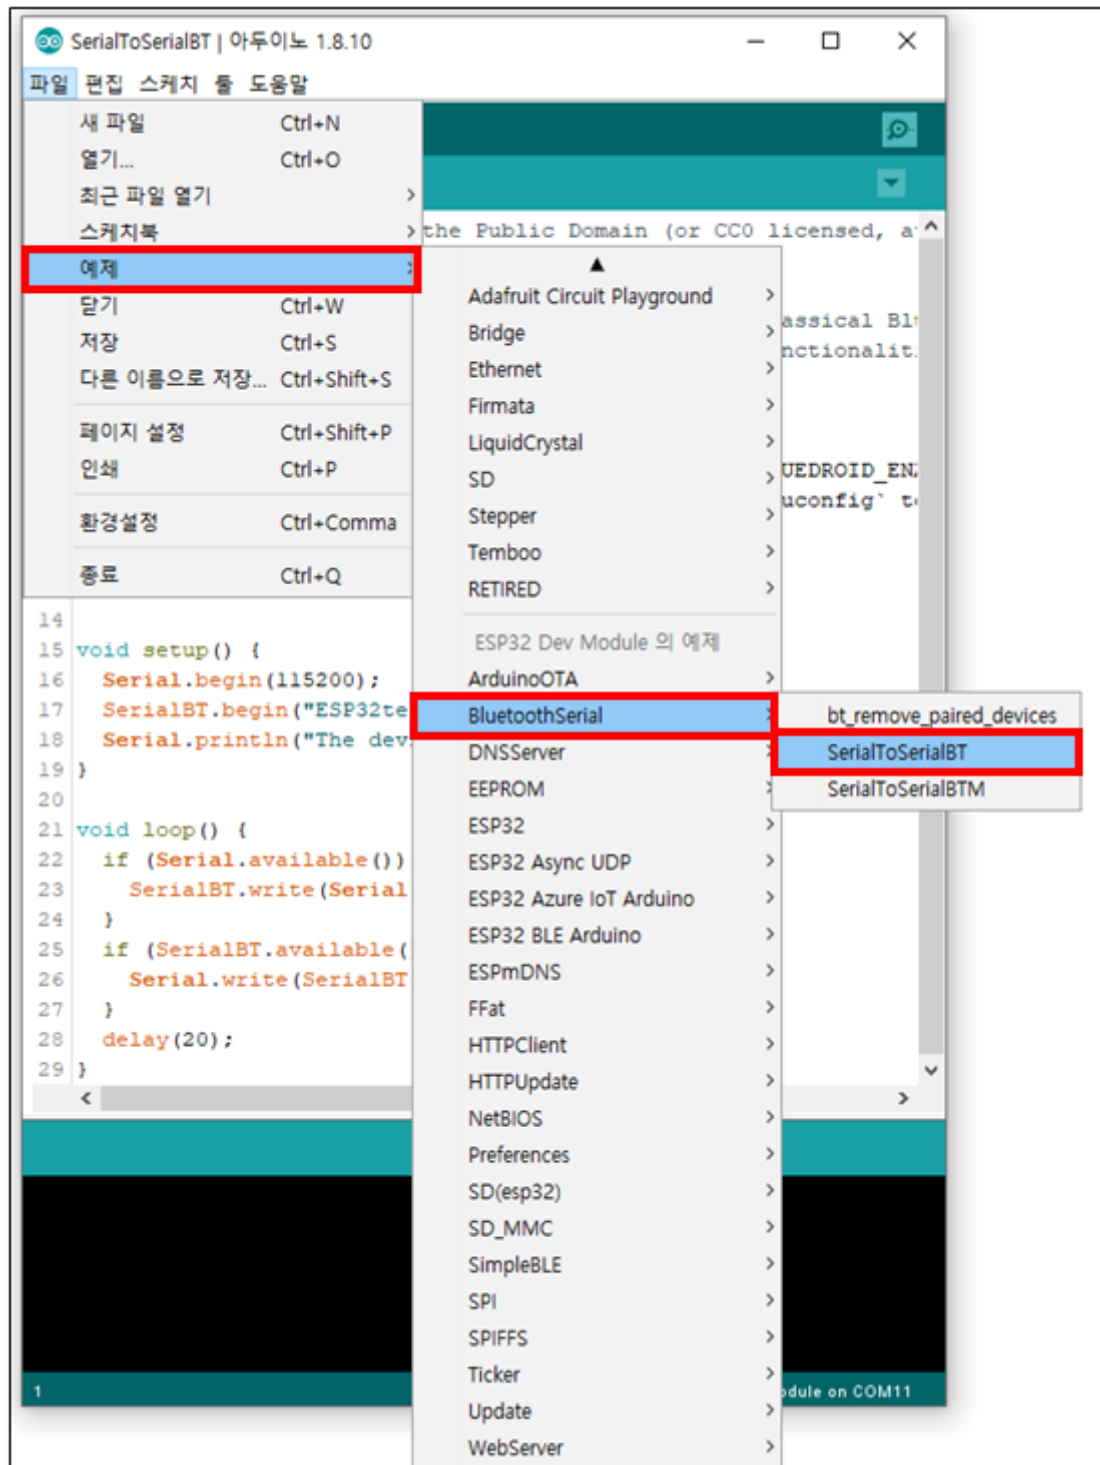 SerialToSerialBT | 아두이노 1.8.10
파일 편집 스케치 툴 도움말
새 파일 Ctrl+N
열기... Ctrl+O
최근 파일 열기
스케치북
예제
닫기 Ctrl+W
저장 Ctrl+S
다른 이름으로 저장... Ctrl+Shift+S
페이지 설정 Ctrl+Shift+P
인쇄 Ctrl+P
환경설정 Ctrl+Comma
종료 Ctrl+Q
the Public Domain (or CC0 licensed, a
assical Bl
nctionalit
UEDROID_EN
uconfig` t
Adafruit Circuit Playground
Bridge
Ethernet
Firmata
LiquidCrystal
SD
Stepper
Temboo
RETIRED
ESP32 Dev Module 의 예제
ArduinoOTA
BluetoothSerial
DNSServer
EEPROM
ESP32
ESP32 Async UDP
ESP32 Azure IoT Arduino
ESP32 BLE Arduino
ESPmDNS
FFat
HTTPClient
HTTPUpdate
NetBIOS
Preferences
SD(esp32)
SD_MMC
SimpleBLE
SPI
SPIFFS
Ticker
Update
WebServer
bt_remove_paired_devices
SerialToSerialBT
SerialToSerialBTM
14
15 void setup() {
16 Serial.begin(115200);
17 SerialBT.begin("ESP32te
18 Serial.println("The dev
19 }
20
21 void loop() {
22 if (Serial.available())
23 SerialBT.write(Serial
24 }
25 if (SerialBT.available(
26 Serial.write(SerialBT
27 }
28 delay(20);
29 }
1
odule on COM11